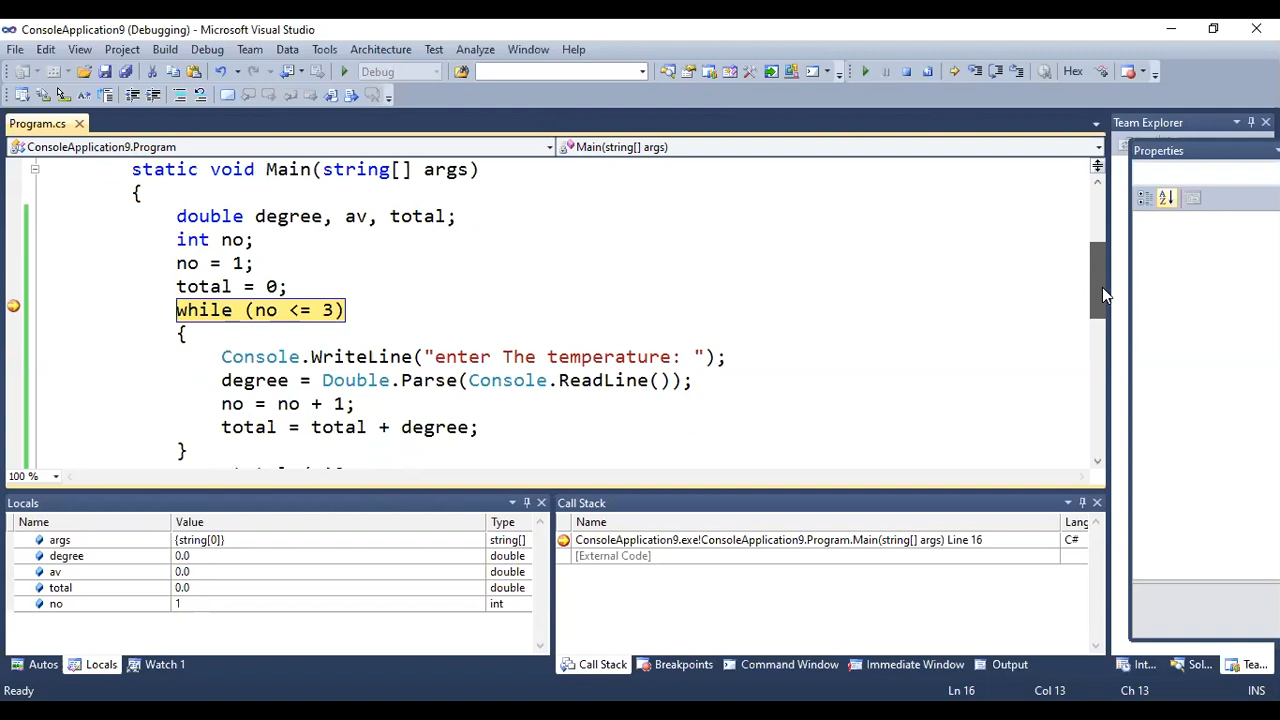 ConsoleApplication9 (Debugging) - Microsoft Visual Studio
File Edit View Project Build Debug Team Data Tools Architecture Test Analyze Window Help
Debug Hex
Program.cs Team Explorer
ConsoleApplication9.Program Main(string[] args) Properties
static void Main(string[] args)
{
double degree, av, total;
int no;
no = 1;
total = 0;
while (no <= 3)
{
Console.WriteLine("enter The temperature: ");
degree = Double.Parse(Console.ReadLine());
no = no + 1;
total = total + degree;
}
100 %
Locals Call Stack
Name Value Type Name Lang
args {string[0]} string[] ConsoleApplication9.exe!ConsoleApplication9.Program.Main(string[] args) Line 16 C#
degree 0.0 double [External Code]
av 0.0 double
total 0.0 double
no 1 int
Autos Locals Watch 1 Call Stack Breakpoints Command Window Immediate Window Output Int... Sol... Tea...
Ready Ln 16 Col 13 Ch 13 INS